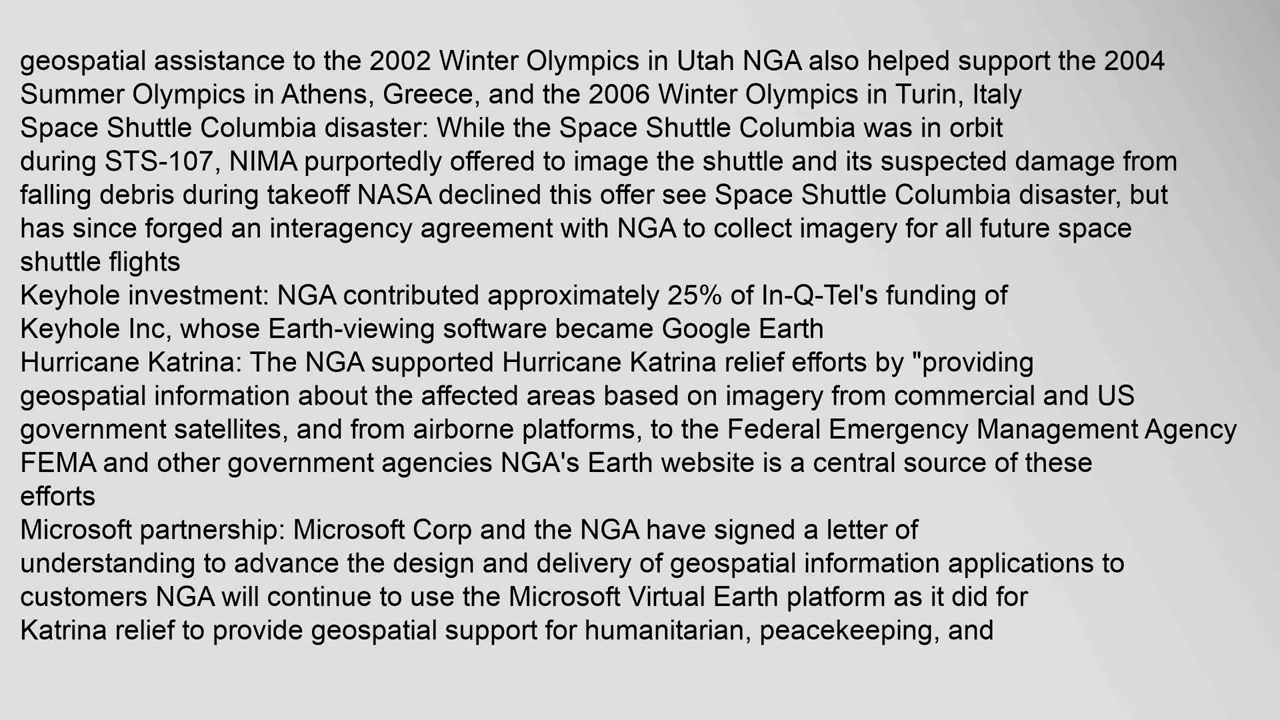 geospatial assistance to the 2002 Winter Olympics in Utah NGA also helped support the 2004
Summer Olympics in Athens, Greece, and the 2006 Winter Olympics in Turin, Italy
Space Shuttle Columbia disaster: While the Space Shuttle Columbia was in orbit
during STS-107, NIMA purportedly offered to image the shuttle and its suspected damage from
falling debris during takeoff NASA declined this offer see Space Shuttle Columbia disaster, but
has since forged an interagency agreement with NGA to collect imagery for all future space
shuttle flights
Keyhole investment: NGA contributed approximately 25% of In-Q-Tel's funding of
Keyhole Inc, whose Earth-viewing software became Google Earth
Hurricane Katrina: The NGA supported Hurricane Katrina relief efforts by "providing
geospatial information about the affected areas based on imagery from commercial and US
government satellites, and from airborne platforms, to the Federal Emergency Management Agency
FEMA and other government agencies NGA's Earth website is a central source of these
efforts
Microsoft partnership: Microsoft Corp and the NGA have signed a letter of
understanding to advance the design and delivery of geospatial information applications to
customers NGA will continue to use the Microsoft Virtual Earth platform as it did for
Katrina relief to provide geospatial support for humanitarian, peacekeeping, and